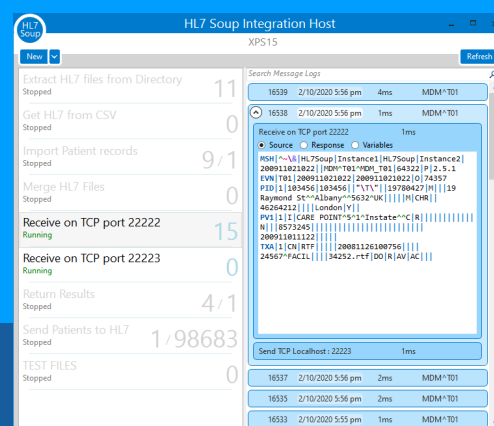 HL7
Soup
HL7 Soup Integration Host
XPS15
New
Refresh
Extract HL7 files from Directory
Stopped
11
Get HL7 from CSV
Stopped
0
Import Patient records
Stopped
9/1
Merge HL7 Files
Stopped
0
Receive on TCP port 22222
Running
15
Receive on TCP port 22223
Running
0
Return Results
Stopped
4/1
Send Patients to HL7
Stopped
1/98683
TEST FILES
Stopped
0
Search Message Logs
16539 2/10/2020 5:56 pm 4ms MDM^T01
16538 2/10/2020 5:56 pm 1ms MDM^T01
Receive on TCP port 22222 1ms
Source Response Variables
MSH|^~\&|HL7Soup|Instance1|HL7Soup|Instance2|
200911021022||MDM^T01^MDM_T01|64322|P|2.5.1
EVN|T01|200911021022|200911021022|O|74357
PID|1|103456|103456||"\T\"||19780427|M|||19
Raymond St^^Albany^^5632^UK|||||M|CHR||
46264212||||London|Y||
PV1|1|I|CARE POINT^5^1^Instate^^C|R||||||||||||
N|||8573245||||||||||||||||||||||||
200911011122|||||
TXA|1|CN|RTF|||||20081126100756||||
24567^FACIL||||34252.rtf|DO|R|AV|AC|||
Send TCP Localhost : 22223 1ms
16537 2/10/2020 5:56 pm 2ms MDM^T01
16535 2/10/2020 5:56 pm 2ms MDM^T01
16533 2/10/2020 5:55 pm 1ms MDM^T01